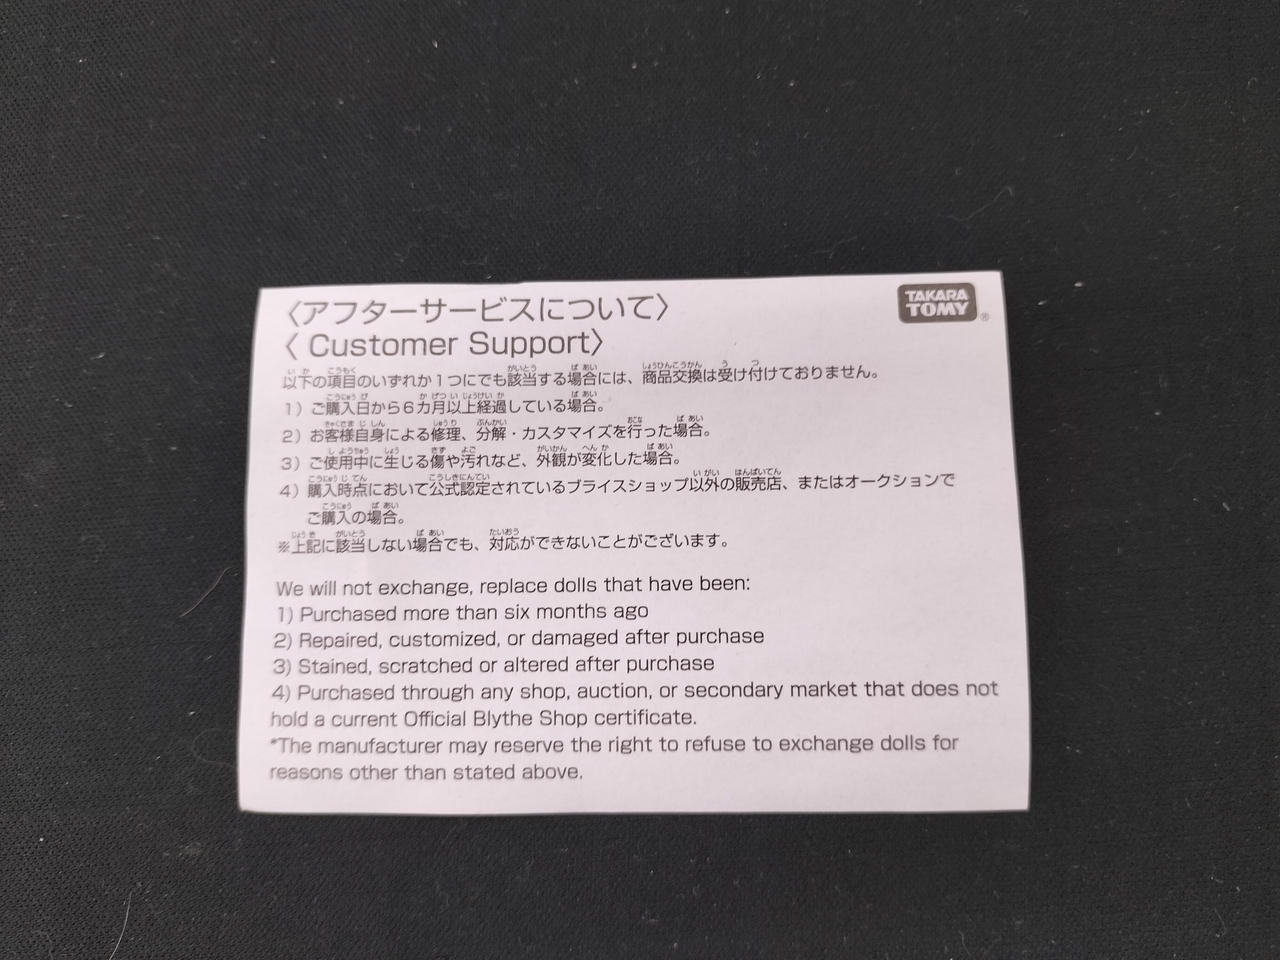 〈アフターサービスについて〉
TAKARA TOMY ®
〈 Customer Support〉
以下の項目のいずれか1つにでも該当する場合には、商品交換は受け付けておりません。
1）ご購入日から6カ月以上経過している場合。
2）お客様自身による修理、分解・カスタマイズを行った場合。
3）ご使用中に生じる傷や汚れなど、外観が変化した場合。
4）購入時点において公式認定されているブライスショップ以外の販売店、またはオークションで
ご購入の場合。
※上記に該当しない場合でも、対応ができないことがございます。
We will not exchange, replace dolls that have been:
1) Purchased more than six months ago
2) Repaired, customized, or damaged after purchase
3) Stained, scratched or altered after purchase
4) Purchased through any shop, auction, or secondary market that does not
hold a current Official Blythe Shop certificate.
*The manufacturer may reserve the right to refuse to exchange dolls for
reasons other than stated above.